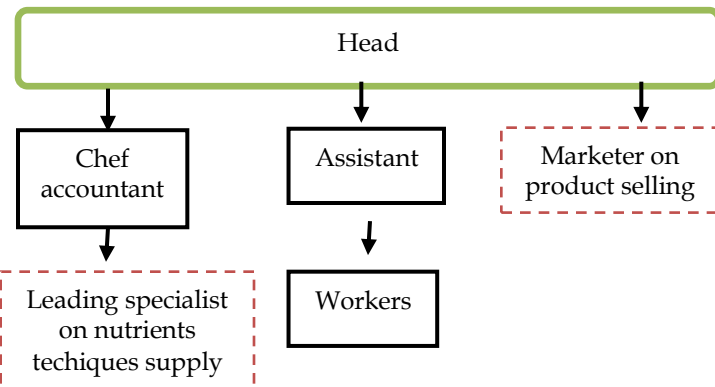 Head
Chef
accountant
Assistant
Marketer on
product selling
Leading specialist
on nutrients
techiques supply
Workers